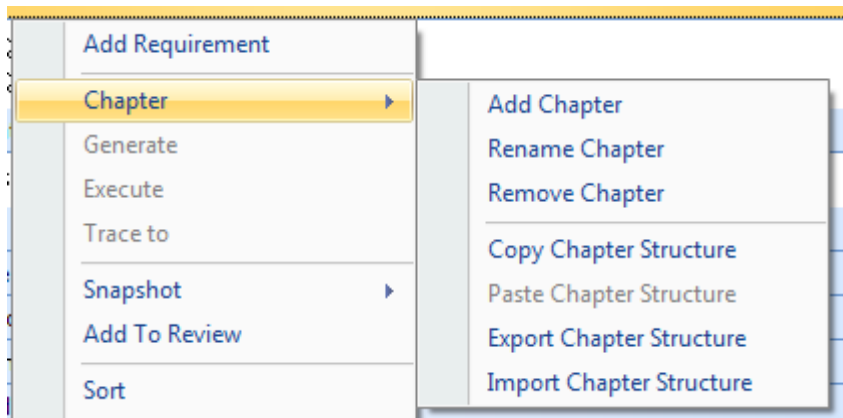 Add Requirement
Chapter
Generate
Execute
Trace to
Snapshot
Add To Review
Sort
Add Chapter
Rename Chapter
Remove Chapter
Copy Chapter Structure
Paste Chapter Structure
Export Chapter Structure
Import Chapter Structure